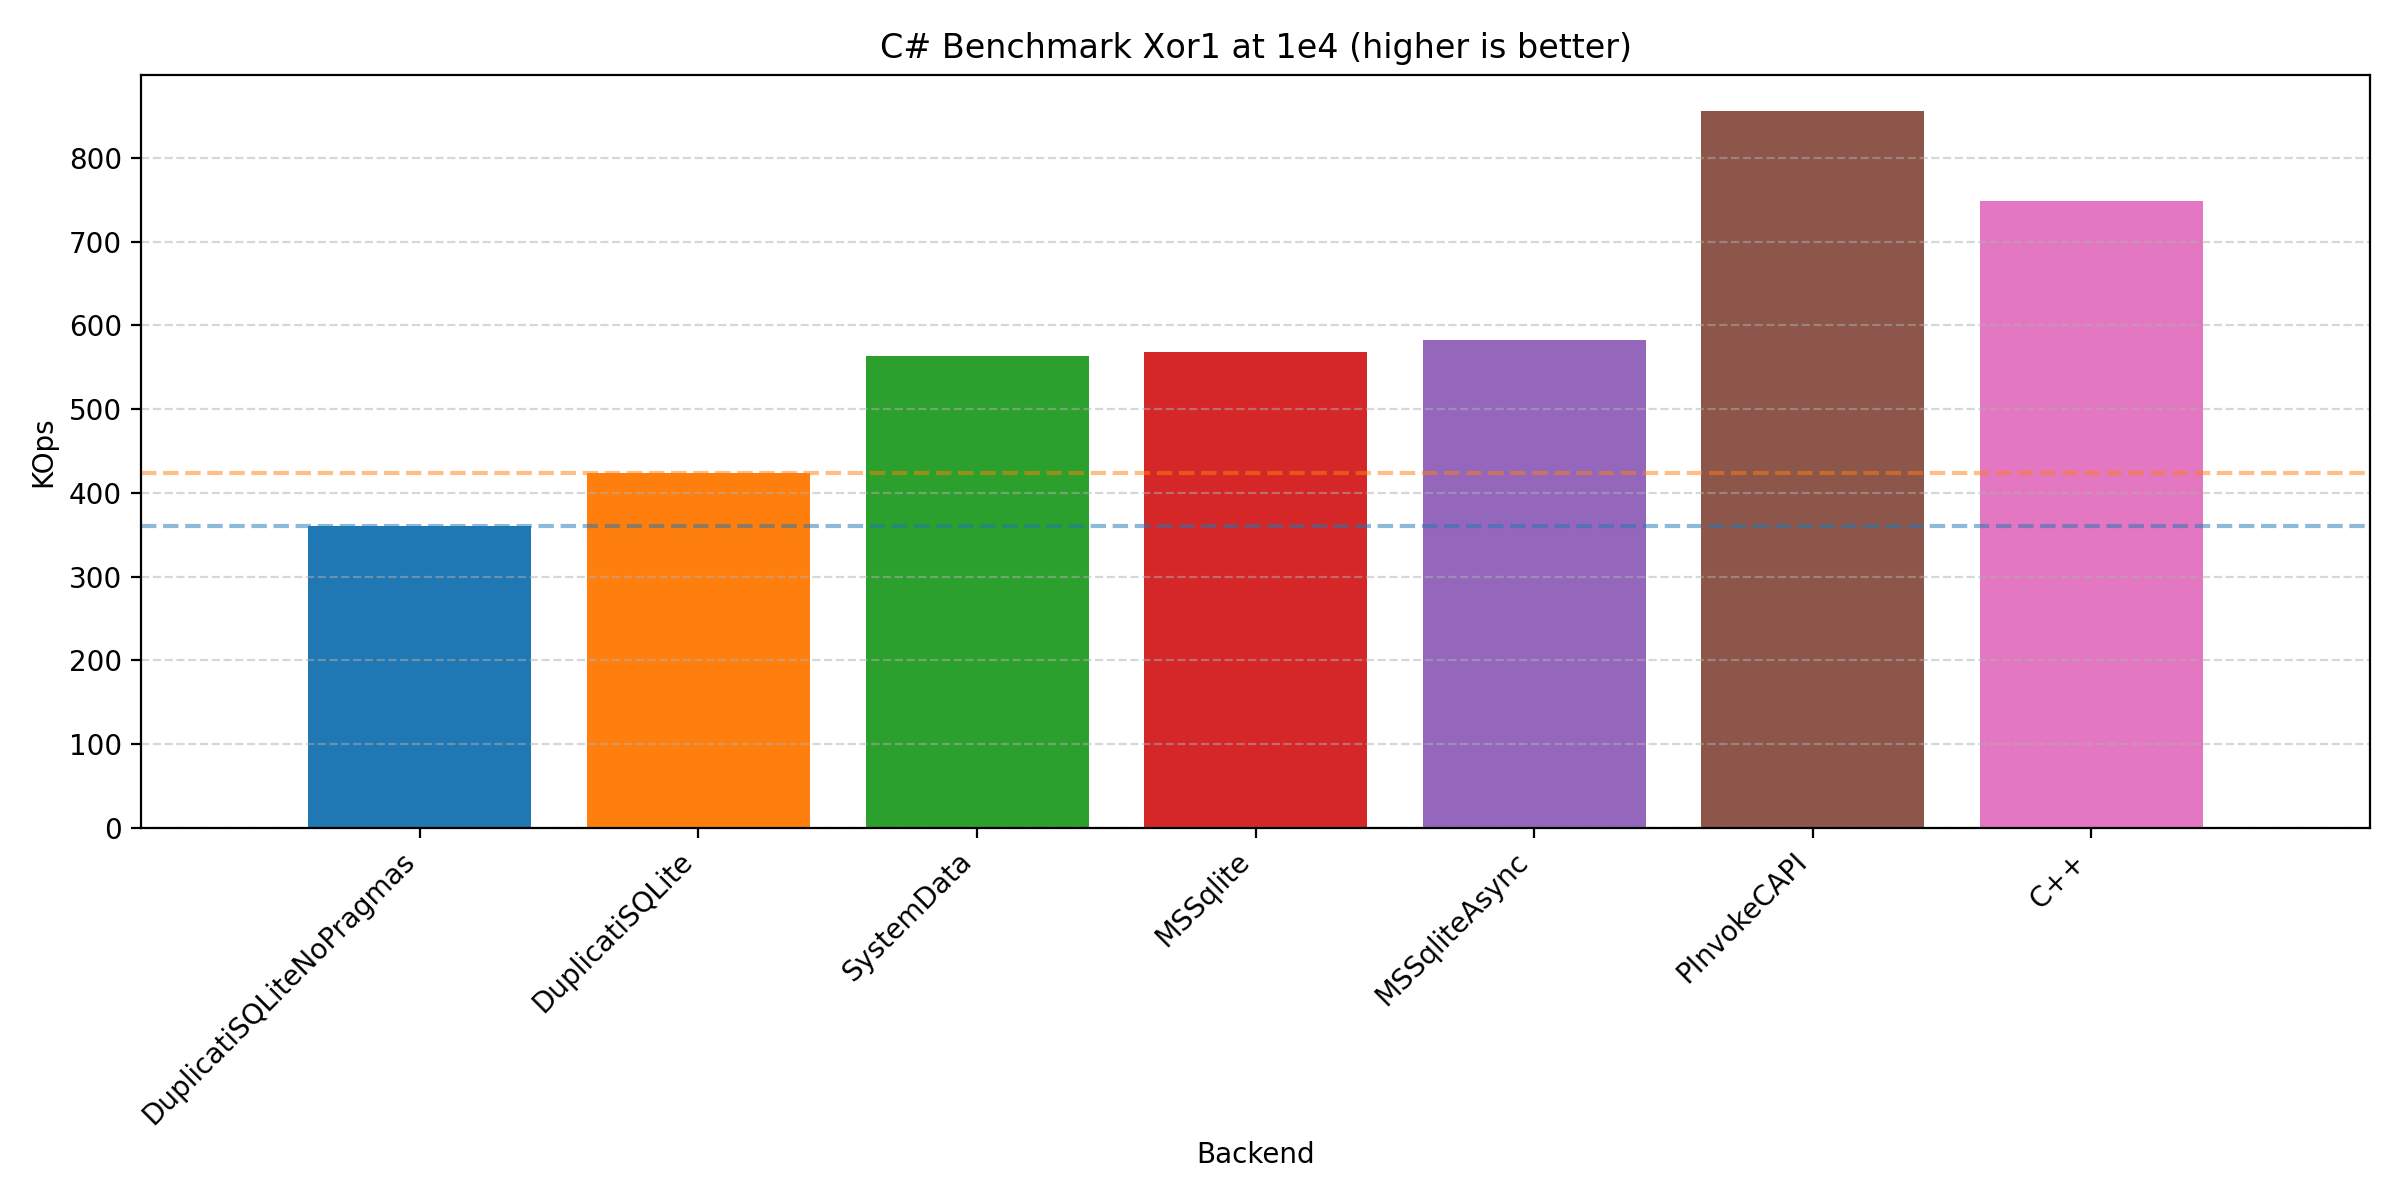 C# Benchmark Xor1 at 1e4 (higher is better)
KOps
800
700
600
500
400
300
200
100
0
DuplicatiSQLiteNoPragmas
DuplicatiSQLite
SystemData
MSSqlite
MSSqliteAsync
PInvokeCAPI
C++
Backend